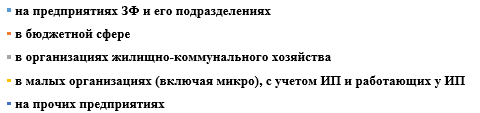 на предприятиях ЗФ и его подразделениях
в бюджетной сфере
в организациях жилищно-коммунального хозяйства
в малых организациях (включая микро), с учетом ИП и работающих у ИП
на прочих предприятиях